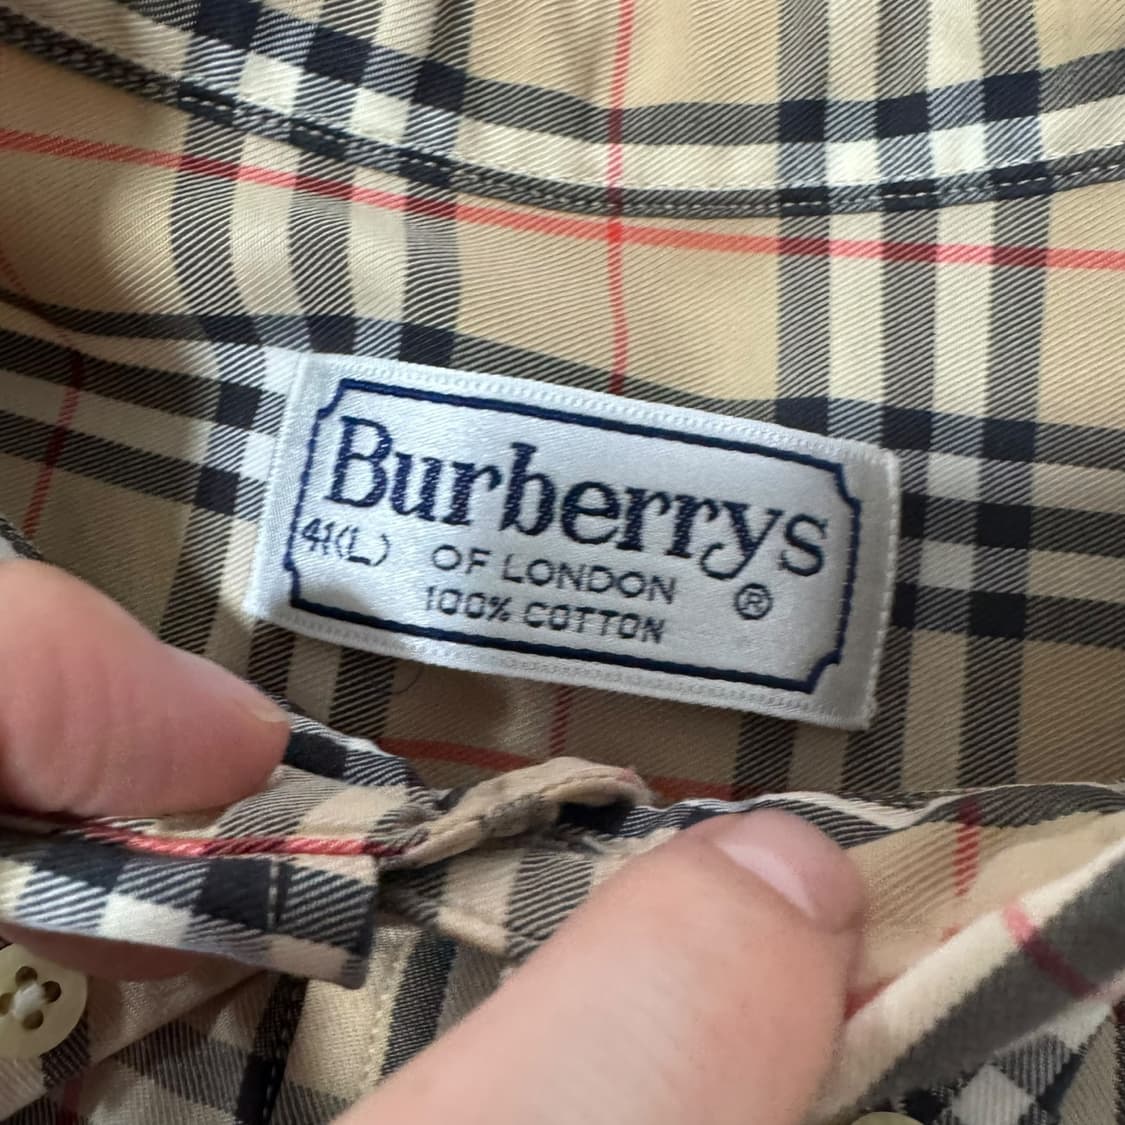 Burberrys
41(L) OF LONDON ®
100% COTTON